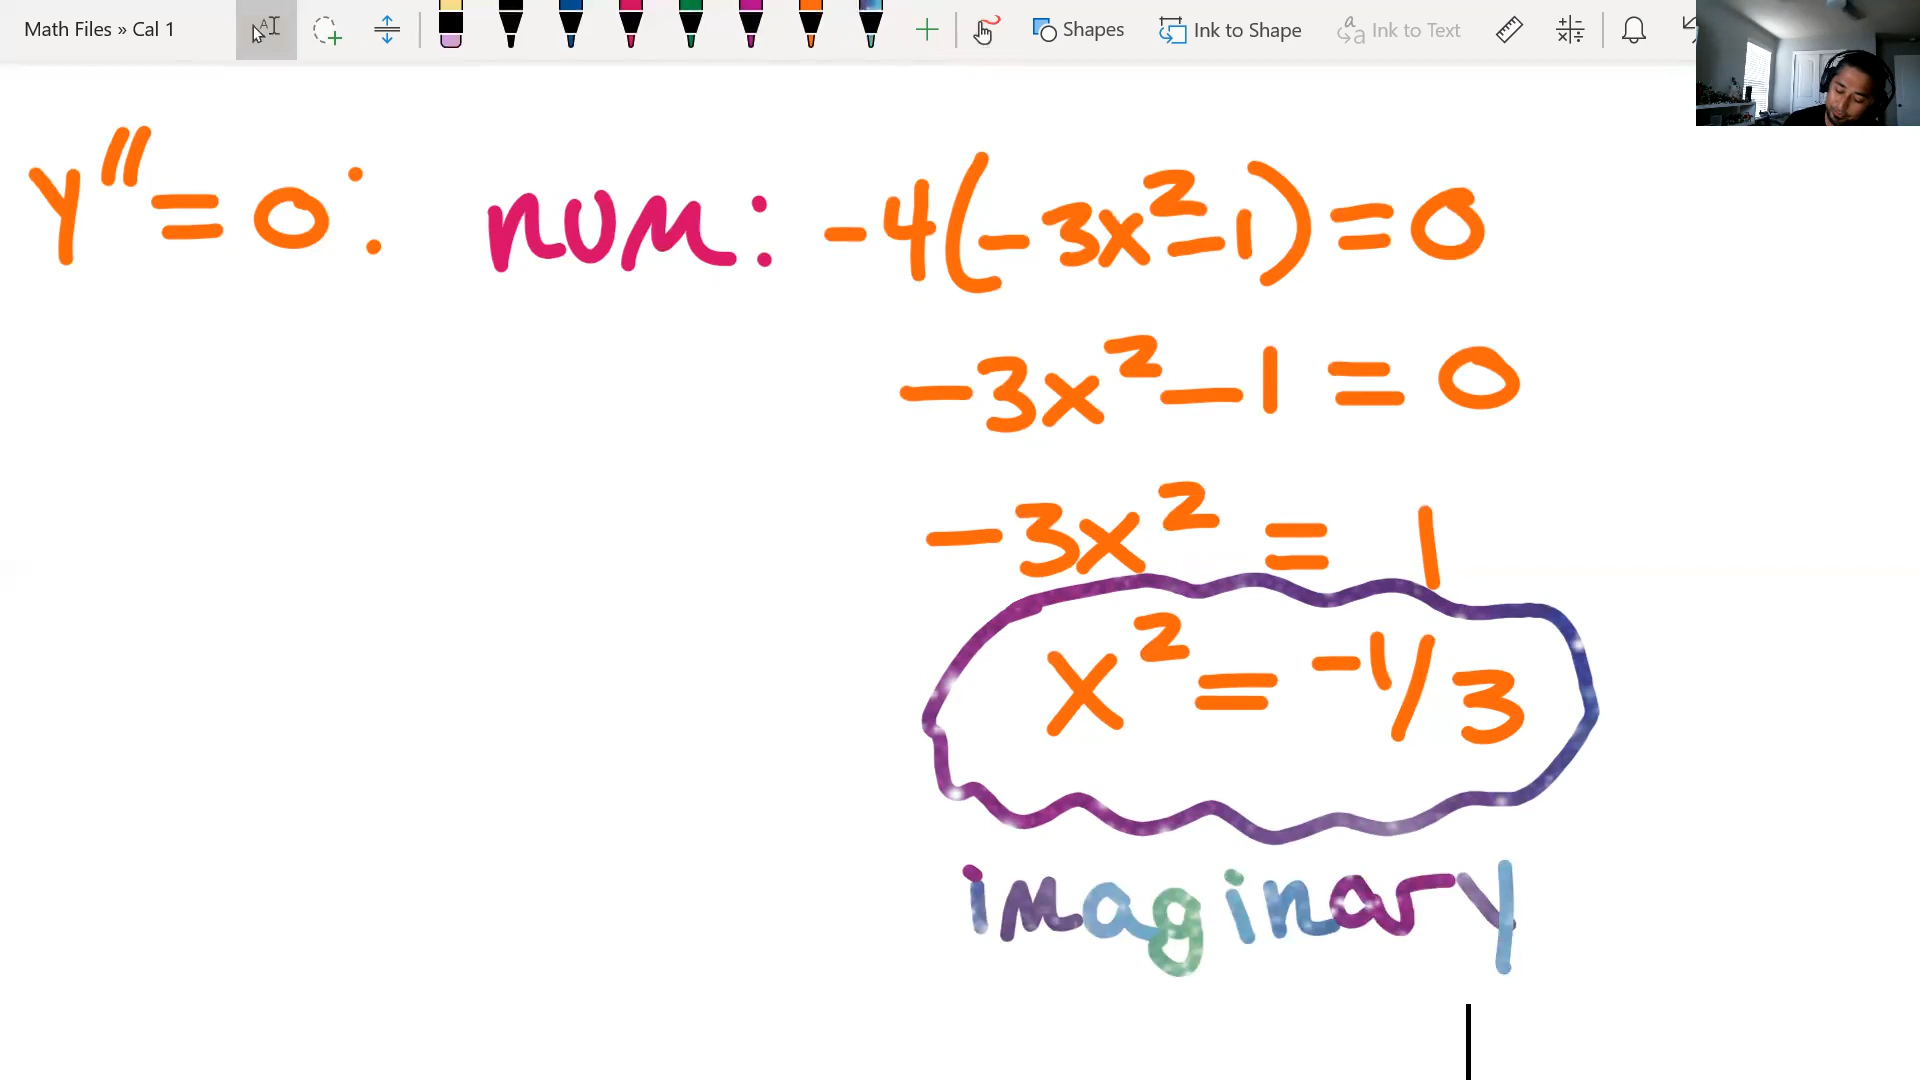 Math Files » Cal 1
Shapes
Ink to Shape
Ink to Text
y'' = 0 : num: -4(-3x²-1) = 0
-3x² - 1 = 0
-3x² = 1
x² = -1/3
imaginary